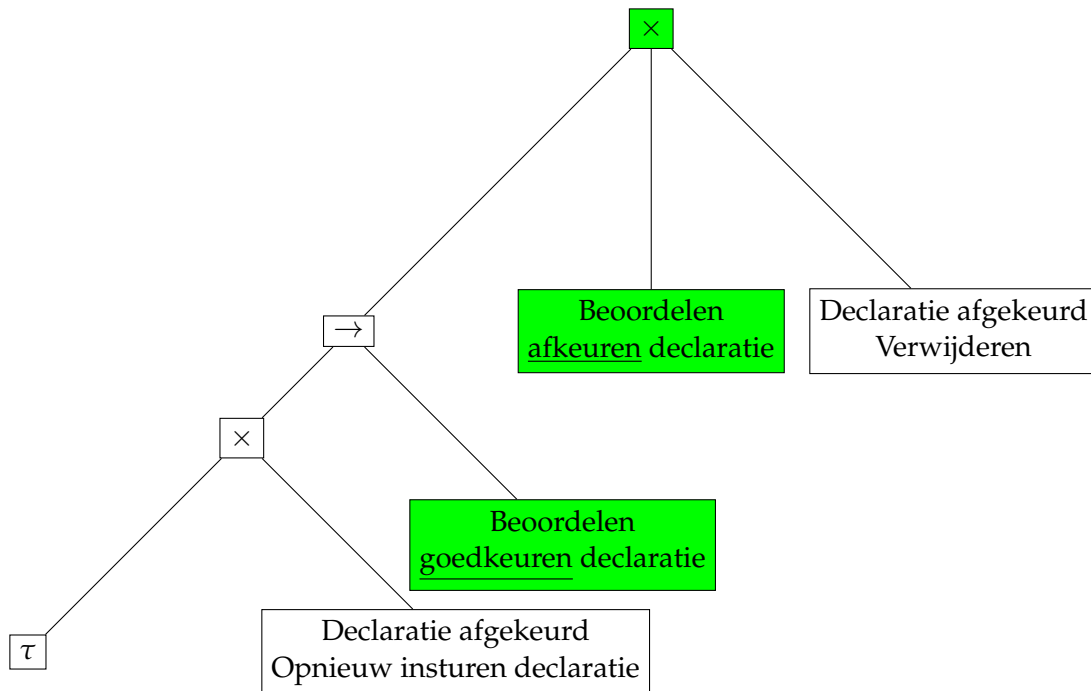 ×
Beoordelen
afkeuren declaratie
Declaratie afgekeurd
Verwijderen
→
×
Beoordelen
goedkeuren declaratie
Declaratie afgekeurd
Opnieuw insturen declaratie
τ